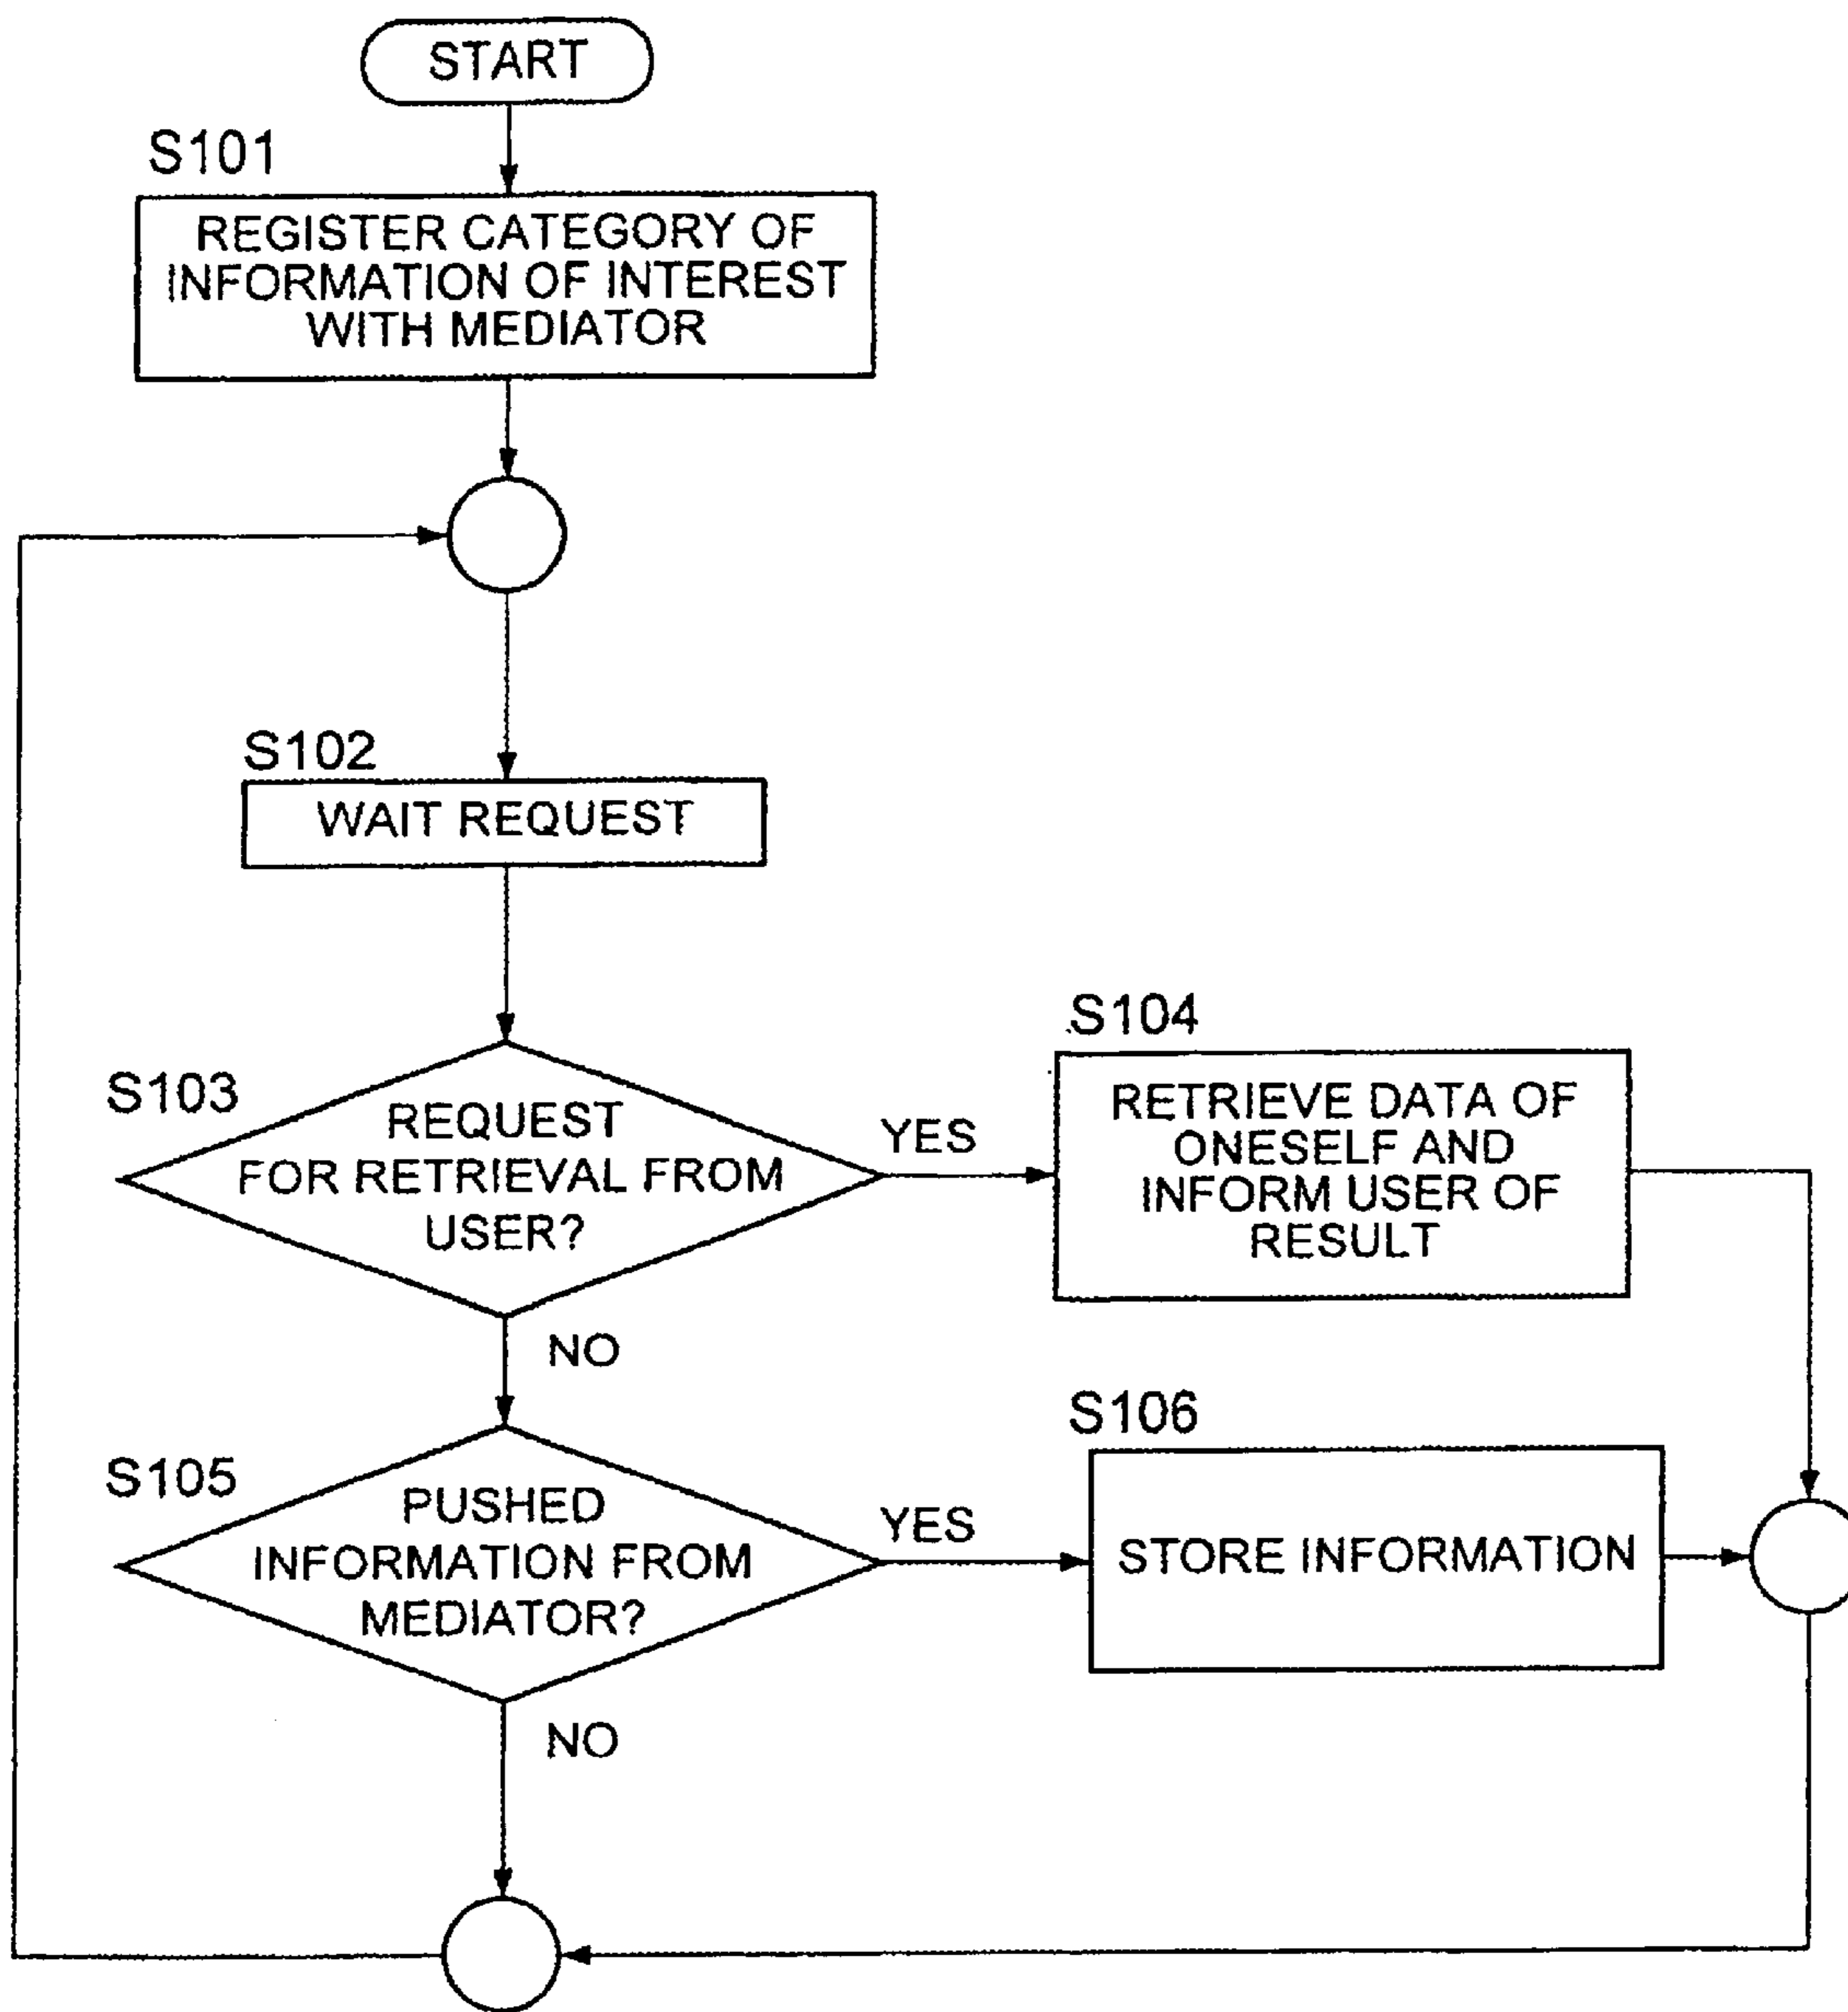 START
S101
REGISTER CATEGORY OF
INFORMATION OF INTEREST
WITH MEDIATOR
S102
WAIT REQUEST
S103
REQUEST
FOR RETRIEVAL FROM
USER?
YES
S104
RETRIEVE DATA OF
ONESELF AND
INFORM USER OF
RESULT
NO
S105
PUSHED
INFORMATION FROM
MEDIATOR?
YES
S106
STORE INFORMATION
NO